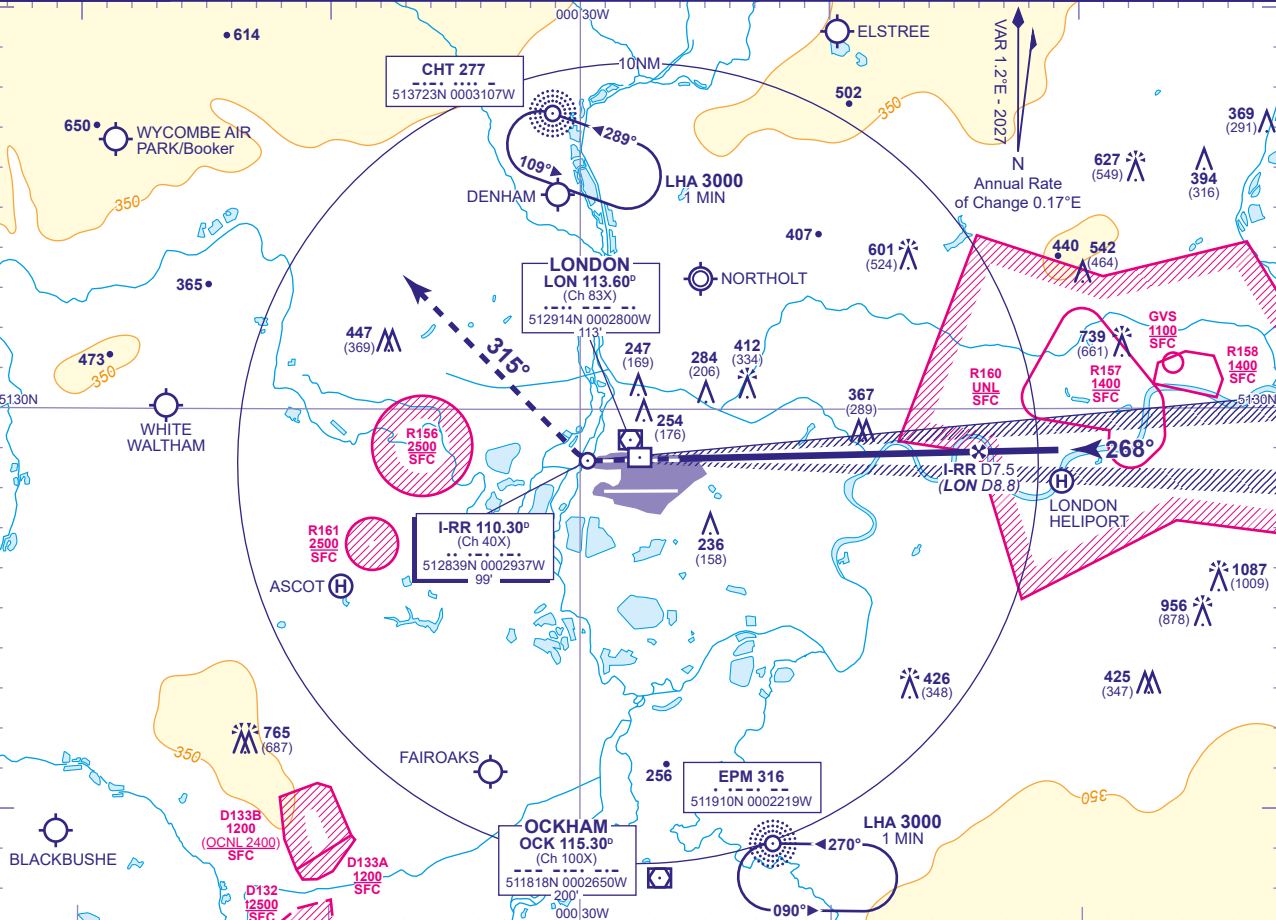 000 30W
614
ELSTREE
VAR 1.2°E - 2027
CHT 277
513723N 0003107W
10NM
502
350
369
(291)
650
WYCOMBE AIR
PARK/Booker
289°
109°
DENHAM
LHA 3000
1 MIN
627
(549)
394
(316)
N
Annual Rate
of Change 0.17°E
350
407
601
(524)
440
542
(464)
LONDON
LON 113.60ᴰ
(Ch 83X)
512914N 0002800W
113'
NORTHOLT
365
315°
447
(369)
247
(169)
284
(206)
412
(334)
739
(661)
GVS
1100
SFC
R158
1400
SFC
R157
1400
SFC
R160
UNL
SFC
473
350
5130N
5130N
WHITE
WALTHAM
254
(176)
367
(289)
R156
2500
SFC
268°
I-RR D7.5
(LON D8.8)
H
LONDON
HELIPORT
R161
2500
SFC
I-RR 110.30ᴰ
(Ch 40X)
512839N 0002937W
99'
236
(158)
ASCOT H
1087
(1009)
956
(878)
426
(348)
425
(347)
765
(687)
350
FAIROAKS
256
EPM 316
511910N 0002219W
350
D133B
1200
(OCNL 2400)
SFC
D133A
1200
SFC
BLACKBUSHE
OCKHAM
OCK 115.30ᴰ
(Ch 100X)
511818N 0002650W
200'
LHA 3000
1 MIN
270°
090°
D132
2500
SFC
000 30W